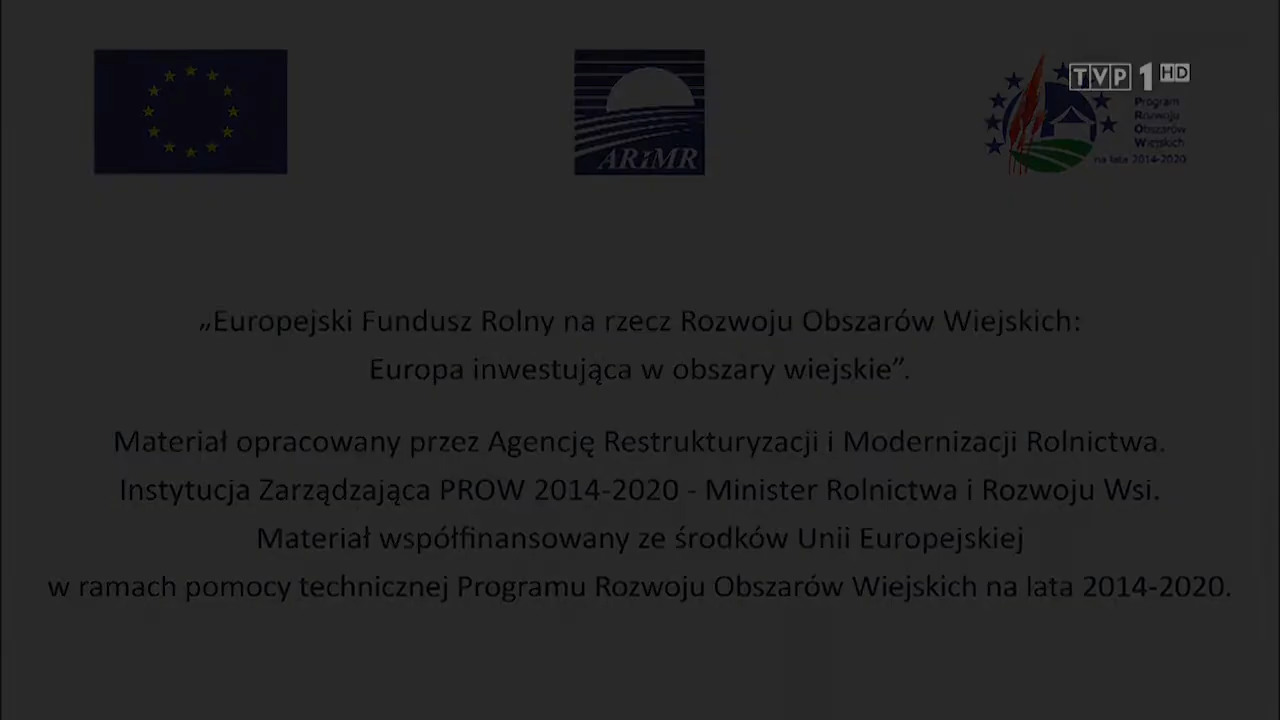 TVP 1 HD
ARiMR
Program
Rozwoju
Obszarów
Wiejskich
na lata 2014-2020
„Europejski Fundusz Rolny na rzecz Rozwoju Obszarów Wiejskich:
Europa inwestująca w obszary wiejskie”.
Materiał opracowany przez Agencję Restrukturyzacji i Modernizacji Rolnictwa.
Instytucja Zarządzająca PROW 2014-2020 - Minister Rolnictwa i Rozwoju Wsi.
Materiał współfinansowany ze środków Unii Europejskiej
w ramach pomocy technicznej Programu Rozwoju Obszarów Wiejskich na lata 2014-2020.